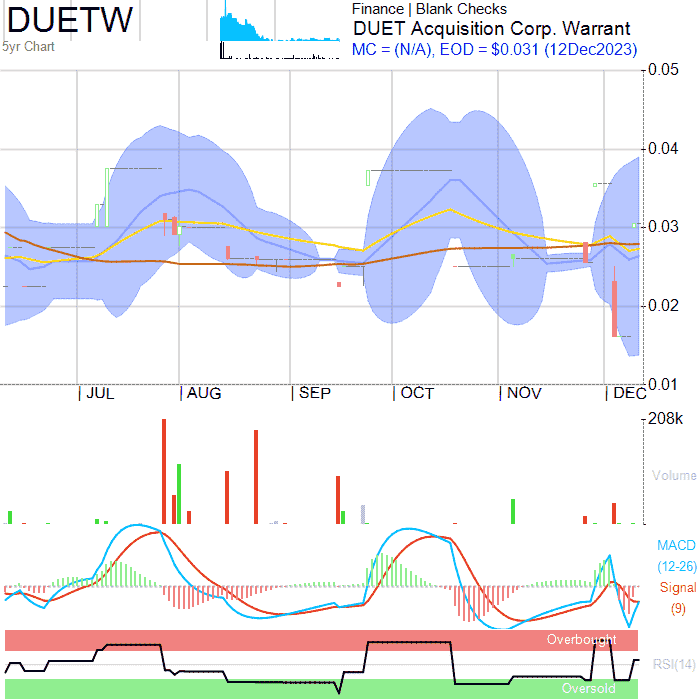 DUETW
5yr Chart
Finance | Blank Checks
DUET Acquisition Corp. Warrant
MC = (N/A), EOD = $0.031 (12Dec2023)
0.05
0.04
0.03
0.02
0.01
JUL AUG SEP OCT NOV DEC
208k
Volume
MACD
(12-26)
Signal
(9)
Overbought
RSI(14)
Oversold